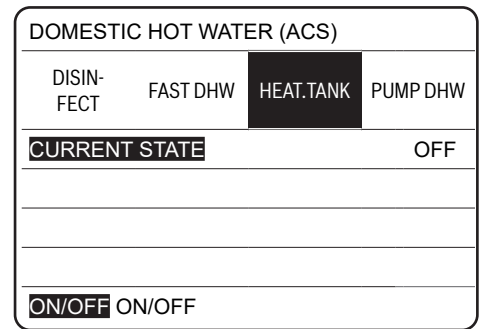 DOMESTIC HOT WATER (ACS)
DISIN-
FECT
FAST DHW
HEAT.TANK
PUMP DHW
CURRENT STATE OFF
ON/OFF ON/OFF